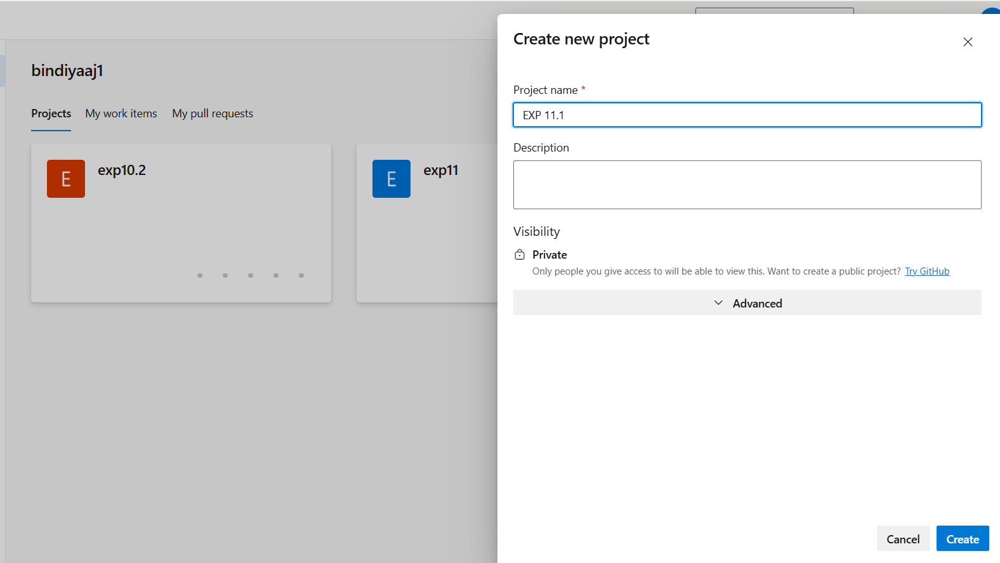 bindiyaaj1
Projects My work items My pull requests
E exp10.2
E exp11
Create new project
Project name *
EXP 11.1
Description
Visibility
Private
Only people you give access to will be able to view this. Want to create a public project? Try GitHub
Advanced
Cancel Create